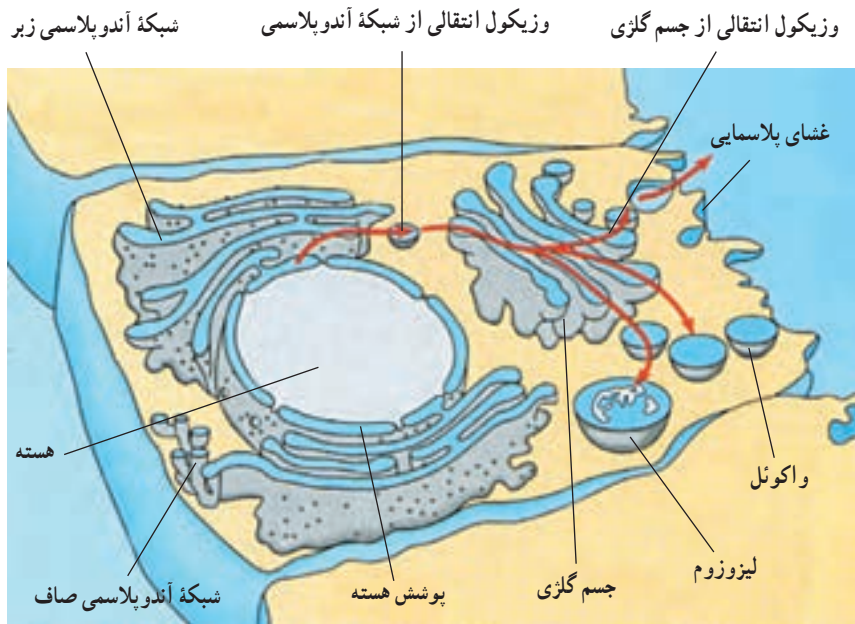 وزیکول انتقالی از جسم گلژی
وزیکول انتقالی از شبکهٔ آندوپلاسمی
شبکهٔ آندوپلاسمی زبر
غشای پلاسمایی
هسته
واکوئل
لیزوزوم
جسم گلژی
پوشش هسته
شبکهٔ آندوپلاسمی صاف